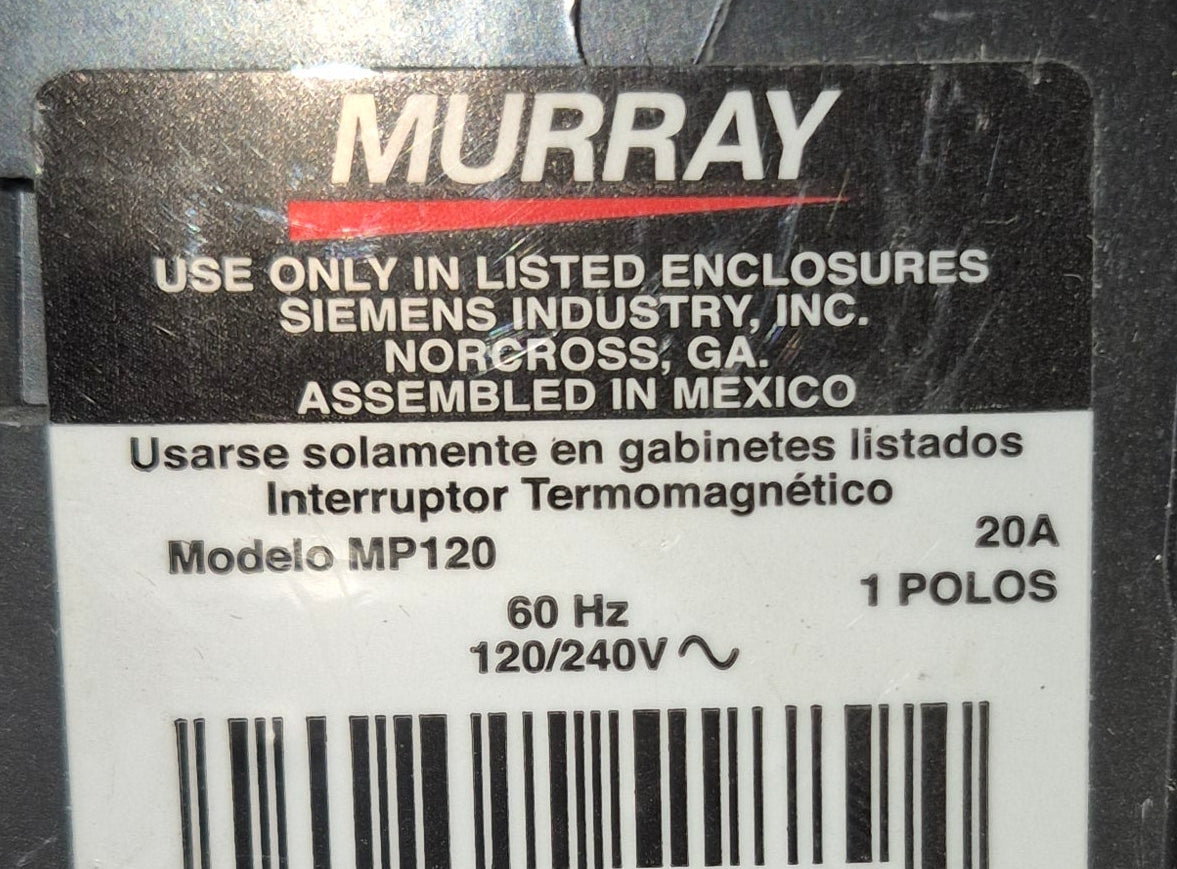 MURRAY
USE ONLY IN LISTED ENCLOSURES
SIEMENS INDUSTRY, INC.
NORCROSS, GA.
ASSEMBLED IN MEXICO
Usarse solamente en gabinetes listados
Interruptor Termomagnético
Modelo MP120
20A
1 POLOS
60 Hz
120/240V ∿